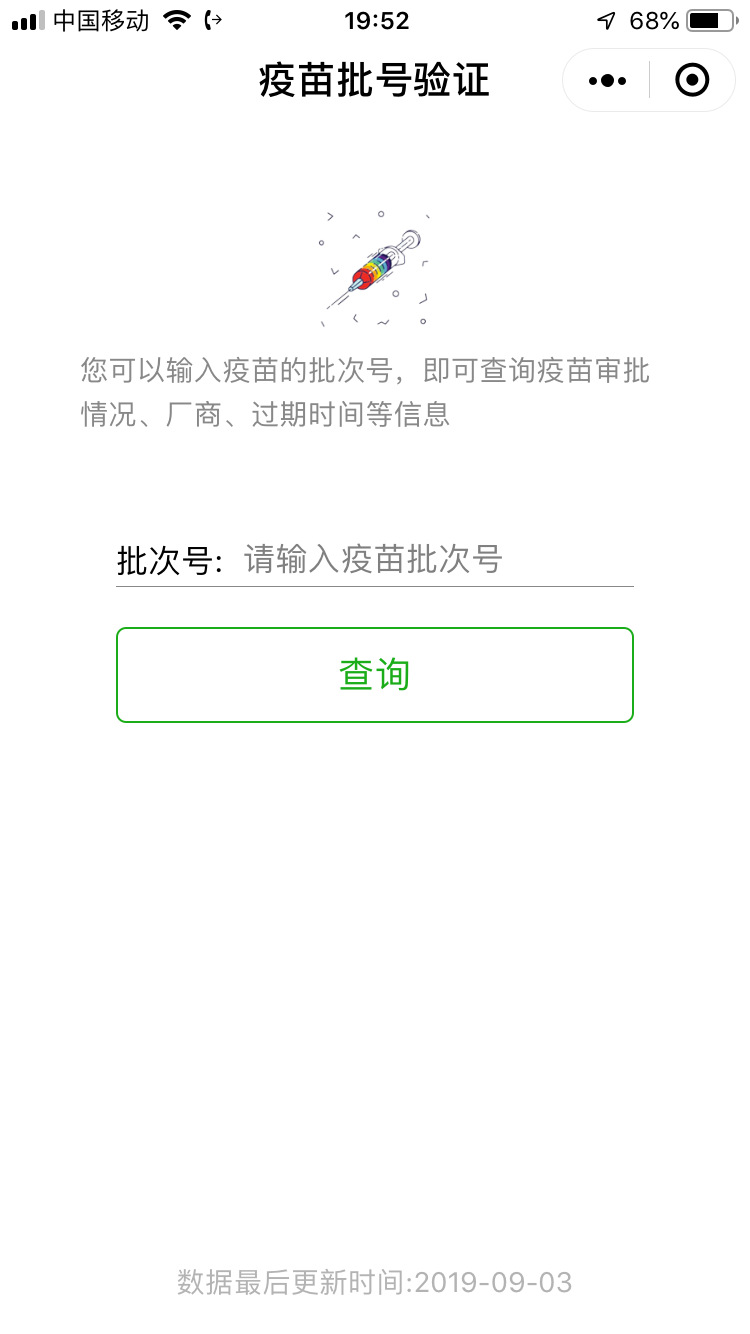 中国移动 19:52 68%
疫苗批号验证
您可以输入疫苗的批次号，即可查询疫苗审批
情况、厂商、过期时间等信息
批次号: 请输入疫苗批次号
查询
数据最后更新时间:2019-09-03